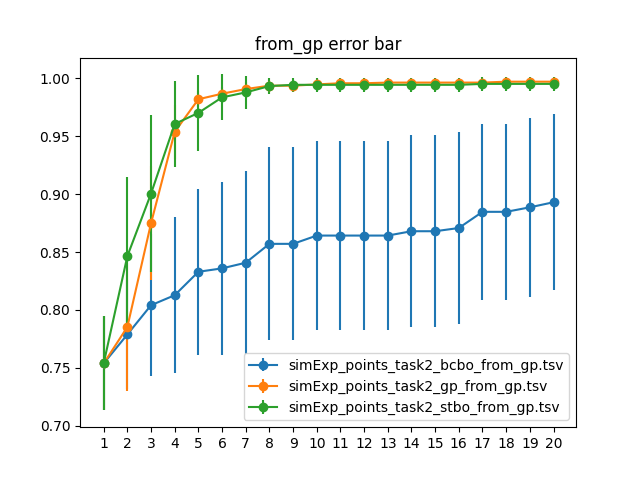 from_gp error bar
1.00
0.95
0.90
0.85
0.80
0.75
0.70
simExp_points_task2_bcbo_from_gp.tsv
simExp_points_task2_gp_from_gp.tsv
simExp_points_task2_stbo_from_gp.tsv
1 2 3 4 5 6 7 8 9 10 11 12 13 14 15 16 17 18 19 20